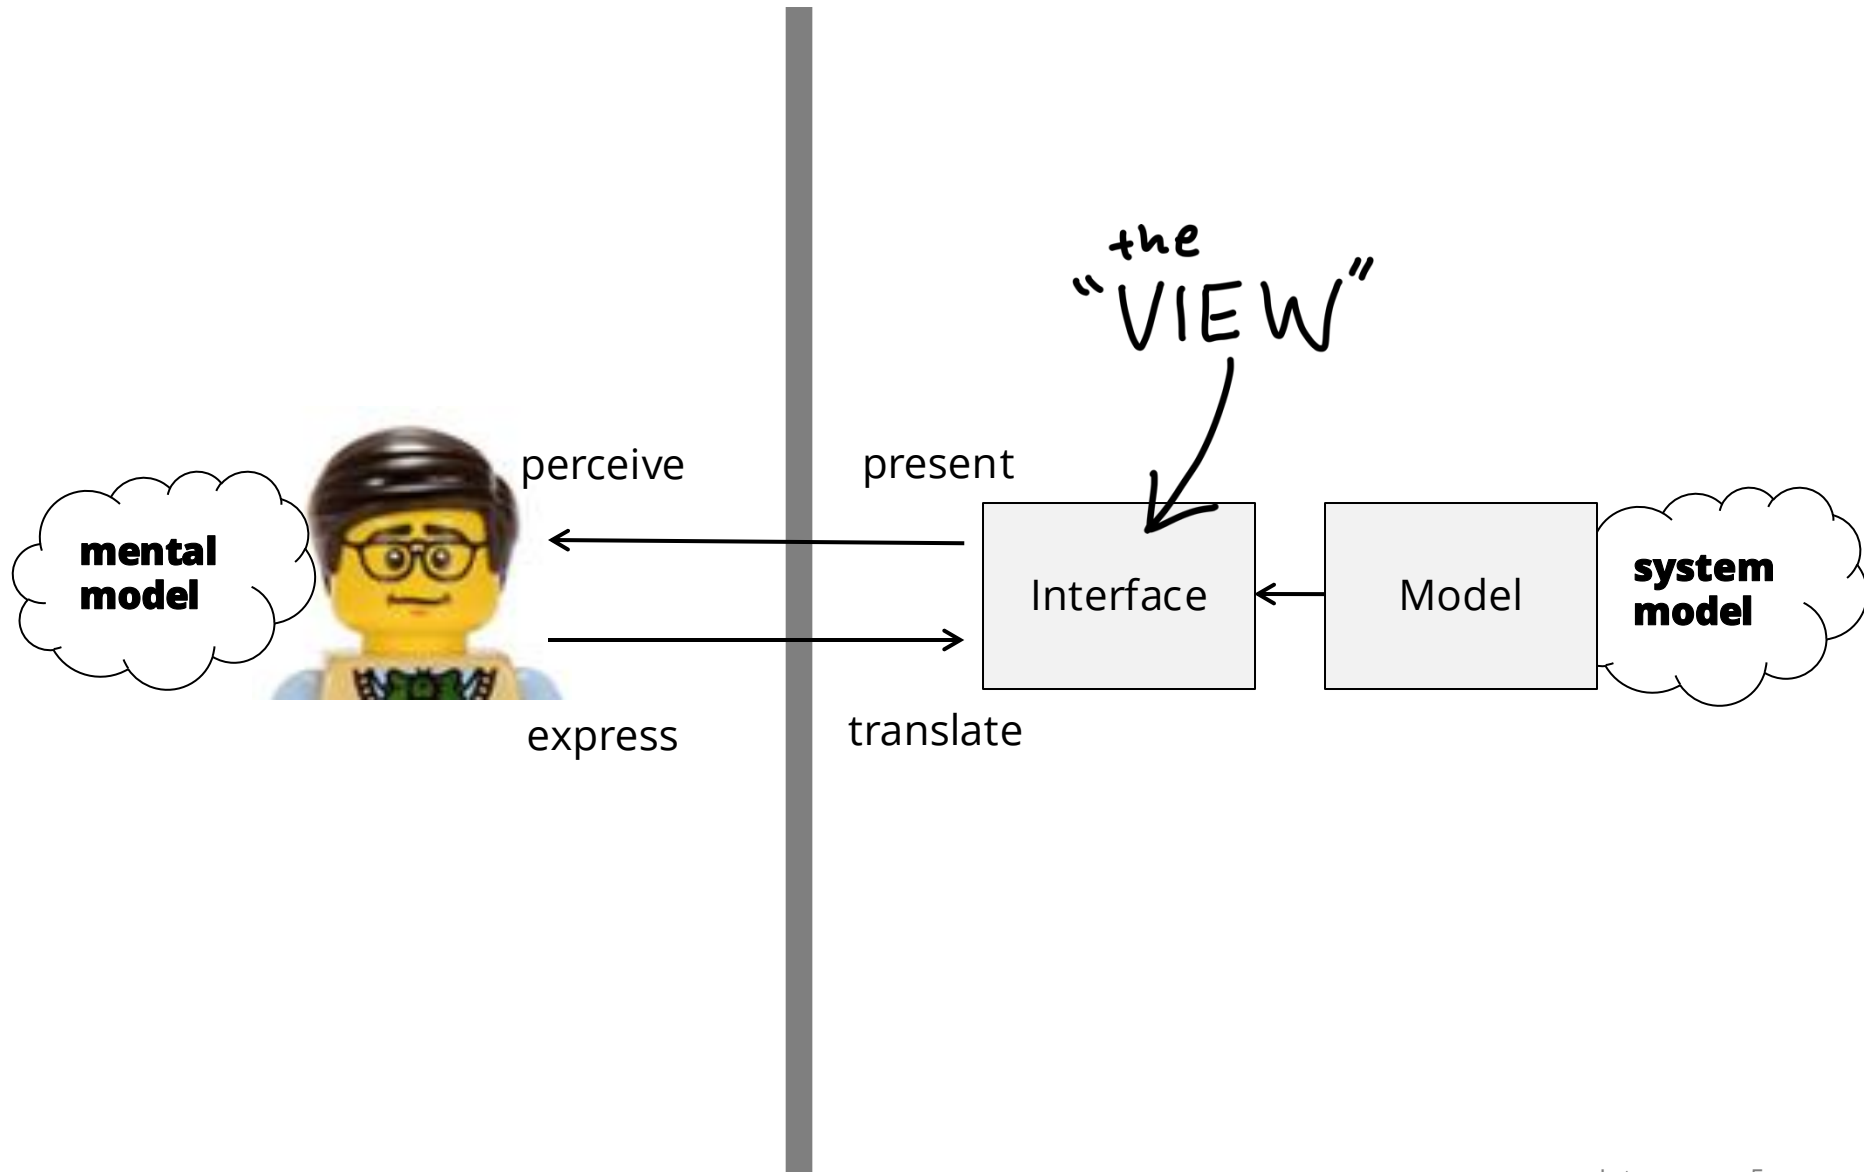 the
“VIEW”
perceive
present
mental
model
Interface
Model
system
model
express
translate